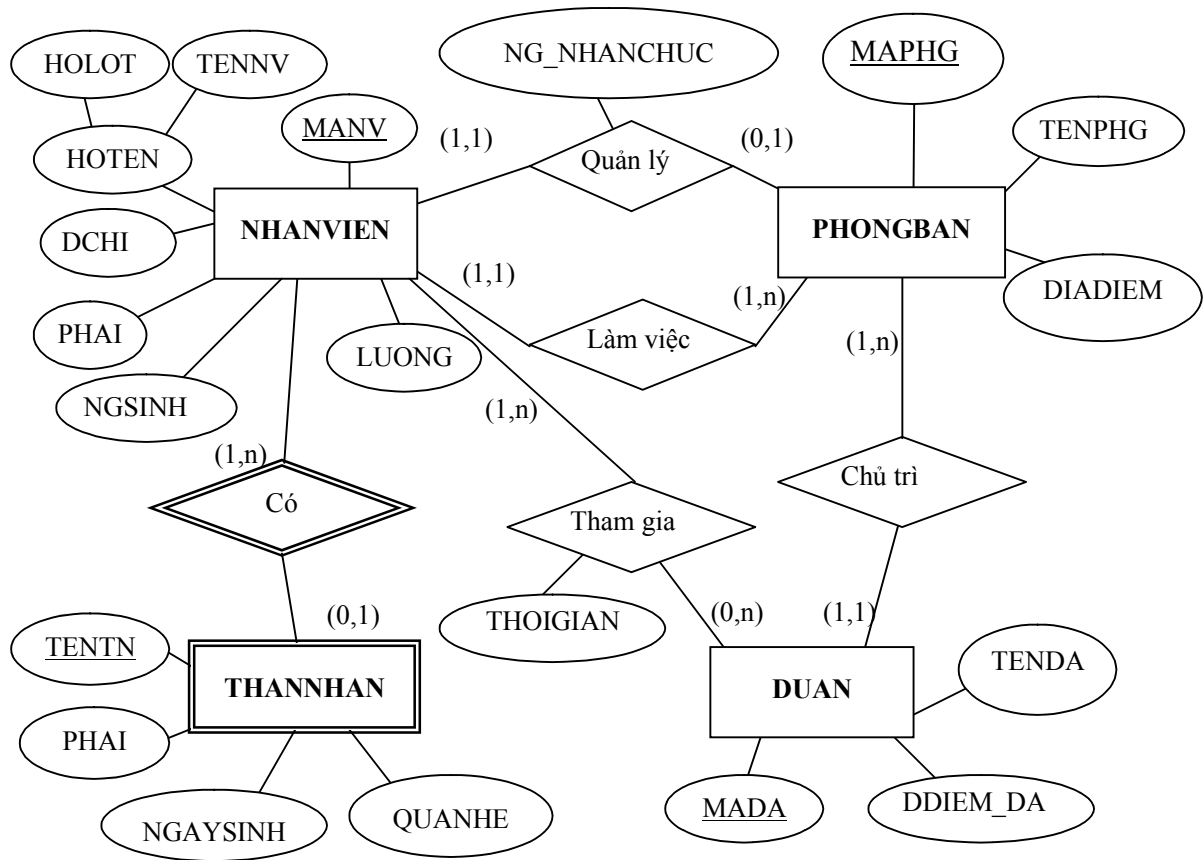 NG_NHANCHUC
MAPHG
HOLOT
TENNV
MANV
TENPHG
(1,1)
(0,1)
HOTEN
Quản lý
NHANVIEN
PHONGBAN
DCHI
(1,1)
(1,n)
DIADIEM
PHAI
Làm việc
(1,n)
LUONG
NGSINH
(1,n)
(1,n)
Có
Tham gia
Chủ trì
(0,1)
THOIGIAN
(0,n)
(1,1)
TENTN
THANNHAN
DUAN
TENDA
PHAI
NGAYSINH
QUANHE
MADA
DDIEM_DA